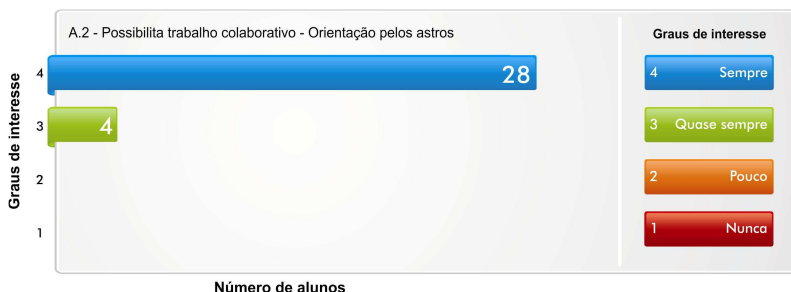 A.2 - Possibilita trabalho colaborativo - Orientação pelos astros
Graus de interesse
Graus de interesse
4
28
3
4
2
1
4 Sempre
3 Quase sempre
2 Pouco
1 Nunca
Número de alunos